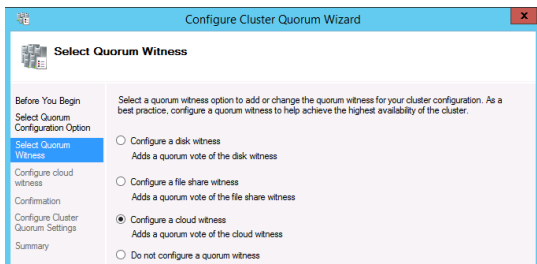 Configure Cluster Quorum Wizard
x
Select Quorum Witness
Before You Begin
Select Quorum
Configuration Option
Select Quorum
Witness
Configure cloud
witness
Confirmation
Configure Cluster
Quorum Settings
Summary
Select a quorum witness option to add or change the quorum witness for your cluster configuration. As a
best practice, configure a quorum witness to help achieve the highest availability of the cluster.
Configure a disk witness
Adds a quorum vote of the disk witness
Configure a file share witness
Adds a quorum vote of the file share witness
Configure a cloud witness
Adds a quorum vote of the cloud witness
Do not configure a quorum witness